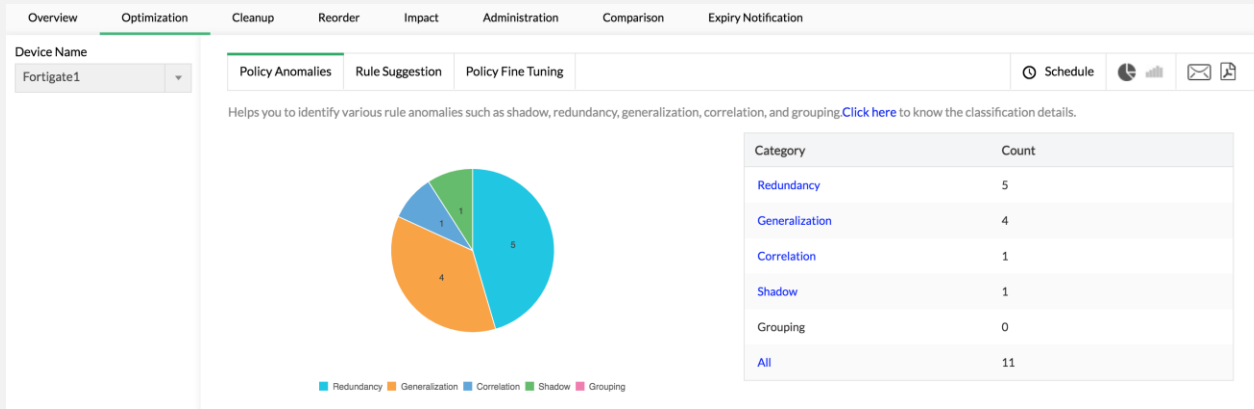 Overview Optimization Cleanup Reorder Impact Administration Comparison Expiry Notification
Device Name
Fortigate1
Policy Anomalies Rule Suggestion Policy Fine Tuning Schedule
Helps you to identify various rule anomalies such as shadow, redundancy, generalization, correlation, and grouping.Click here to know the classification details.
Category Count
Redundancy 5
Generalization 4
Correlation 1
Shadow 1
Grouping 0
All 11
1
1
5
4
Redundancy Generalization Correlation Shadow Grouping